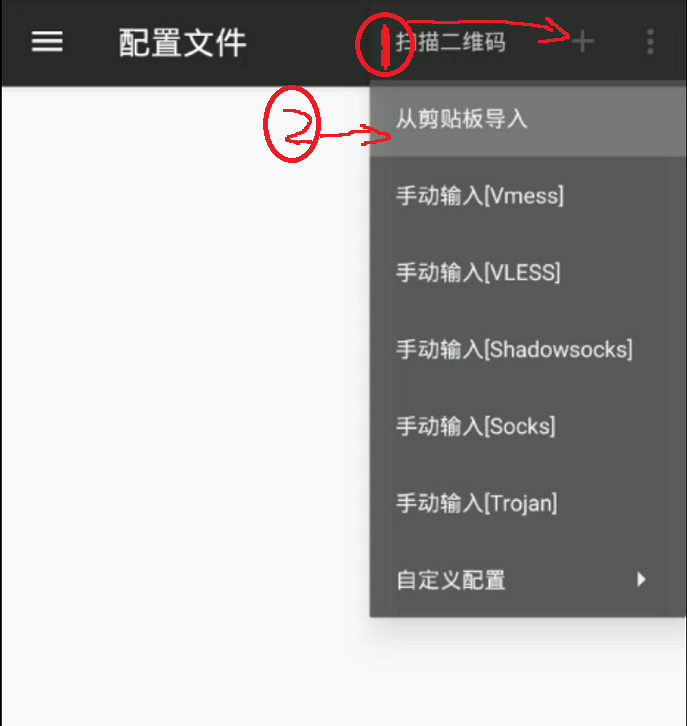 配置文件
1 扫描二维码
2 从剪贴板导入
手动输入[Vmess]
手动输入[VLESS]
手动输入[Shadowsocks]
手动输入[Socks]
手动输入[Trojan]
自定义配置